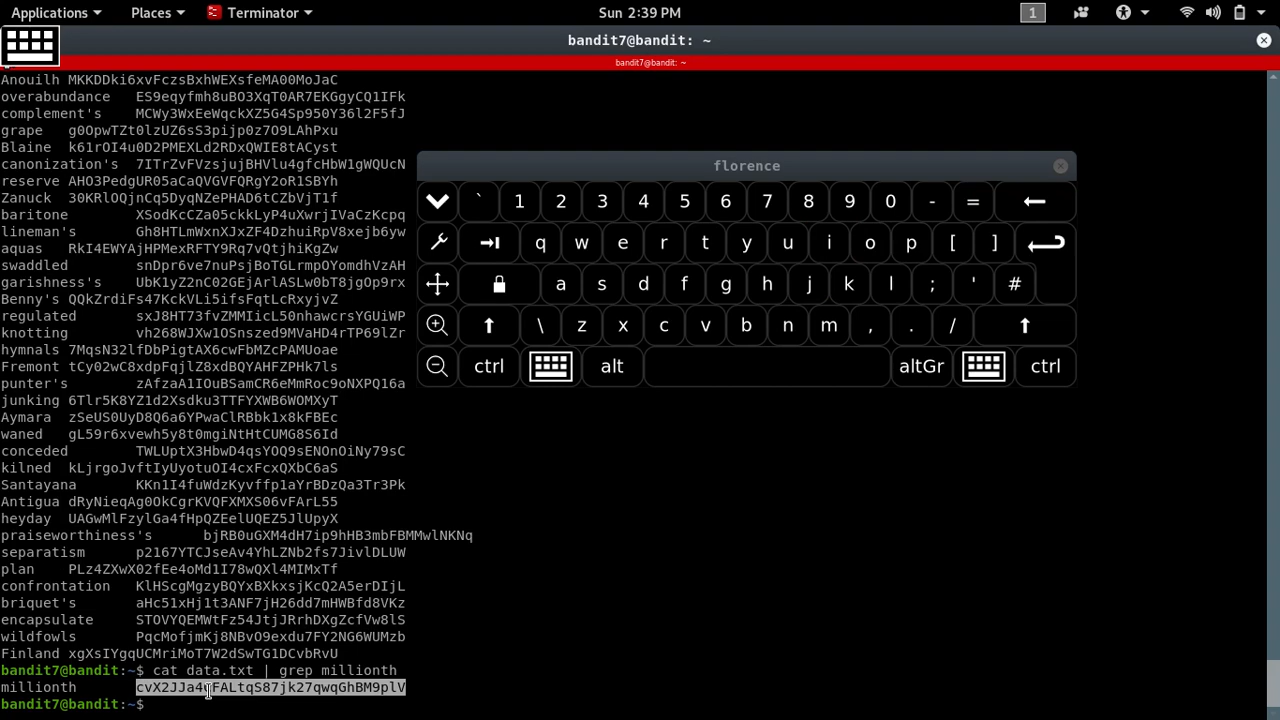 Applications Places Terminator Sun 2:39 PM 1
bandit7@bandit: ~
bandit7@bandit: ~
Anouilh MKKDDki6xvFczsBxhWEXsfeMA00MoJaC
overabundance ES9eqyfmh8uBO3XqT0AR7EKGgyCQ1IFk
complement's MCWy3WxEeWqckXZ5G4Sp950Y36l2F5fJ
grape g0OpwTZt0lzUZ6sS3pijp0z7O9LAhPxu
Blaine k61rOI4u0D2PMEXLd2RDxQWIE8tACyst
canonization's 7ITrZvFVzsjujBHVlu4gfcHbW1gWQUcN
reserve AHO3PedgUR05aCaQVGVFQRgY2oR1SBYh
Zanuck 30KRlOQjnCq5DyqNZePHAD6tCZbVjT1f
baritone XSodKcCZa05ckkLyP4uXwrjIVaCzKcpq
lineman's Gh8HTLmWxnXJxZF4DzhuiRpV8xejb6yw
aquas RkI4EWYAjHPMexRFTY9Rq7vQtjhiKgZw
swaddled snDpr6ve7nuPsjBoTGLrmpOYomdhVzAH
garishness's UbK1yZ2nC02GEjArlASLw0bT8jgOp9rx
Benny's QQkZrdiFs47KckVLi5ifsFqtLcRxyjvZ
regulated sxJ8HT73fvZMMIicL50nhawcrsYGUiWP
knotting vh268WJXw1OSnszed9MVaHD4rTP69lZr
hymnals 7MqsN32lfDbPigtAX6cwFbMZcPAMUoae
Fremont tCy02wC8xdpFqjlZ8xdBQYAHFZPHk7ls
punter's zAfzaA1IOuBSamCR6eMmRoc9oNXPQ16a
junking 6Tlr5K8YZ1d2Xsdku3TTFYXWB6WOMXyT
Aymara zSeUS0UyD8Q6a6YPwaClRBbk1x8kFBEc
waned gL59r6xvewh5y8t0mgiNtHtCUMG8S6Id
conceded TWLUptX3HbwD4qsYOQ9sENOnOiNy79sC
kilned kLjrgoJvftIyUyotuOI4cxFcxQXbC6aS
Santayana KKn1I4fuWdzKyvffp1aYrBDzQa3Tr3Pk
Antigua dRyNieqAg0OkCgrKVQFXMXS06vFArL55
heyday UAGwMlFzylGa4fHpQZEelUQEZ5JlUpyX
praiseworthiness's bjRB0uGXM4dH7ip9hHB3mbFBMMwlNKNq
separatism p2167YTCJseAv4YhLZNb2fs7JivlDLUW
plan PLz4ZXwX02fEe4oMd1I78wQXl4MIMxTf
confrontation KlHScgMgzyBQYxBXkxsjKcQ2A5erDIjL
briquet's aHc51xHj1t3ANF7jH26dd7mHWBfd8VKz
encapsulate STOVYQEMWtFz54JtjJRrhDXgZcfVw8lS
wildfowls PqcMofjmKj8NBvO9exdu7FY2NG6WUMzb
Finland xgXsIYgqUCMriMoT7W2dSwTG1DCvbRvU
bandit7@bandit:~$ cat data.txt | grep millionth
millionth
bandit7@bandit:~$
florence
` 1 2 3 4 5 6 7 8 9 0 - =
q w e r t y u i o p [ ]
a s d f g h j k l ; ' #
\ z x c v b n m , . /
ctrl alt altGr ctrl